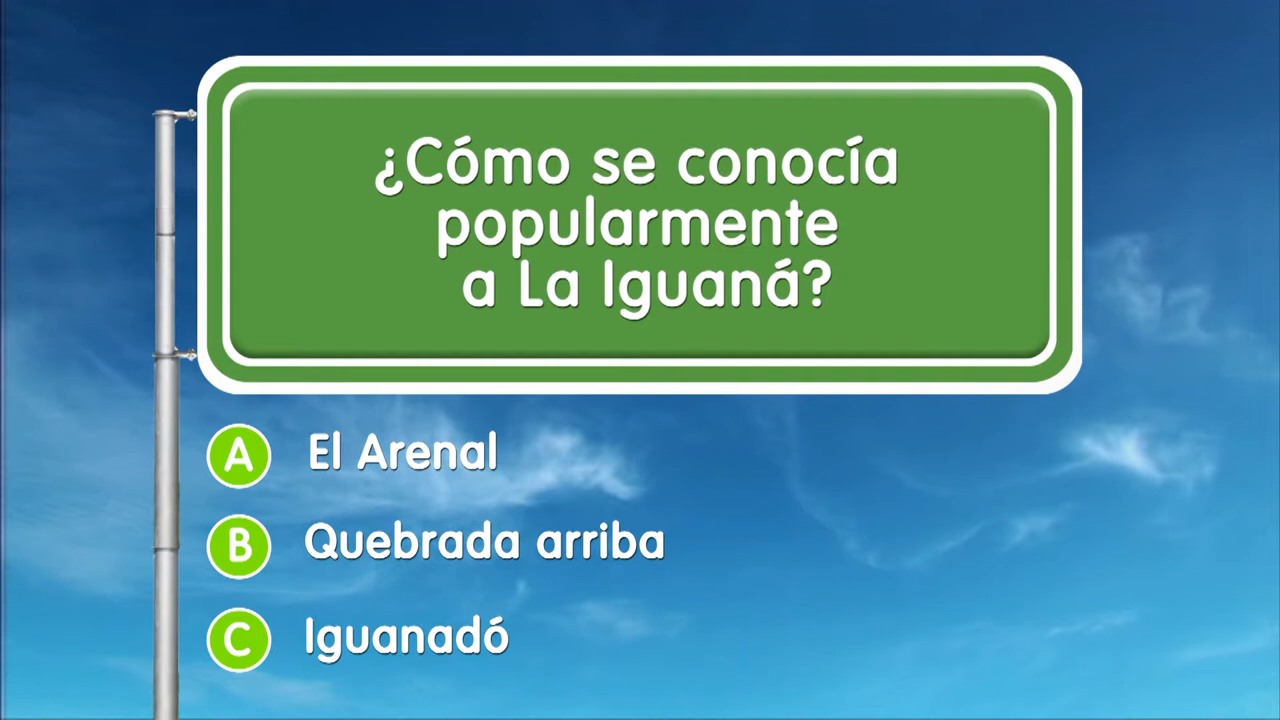 ¿Cómo se conocía
popularmente
a La Iguaná?
A El Arenal
B Quebrada arriba
C Iguanadó